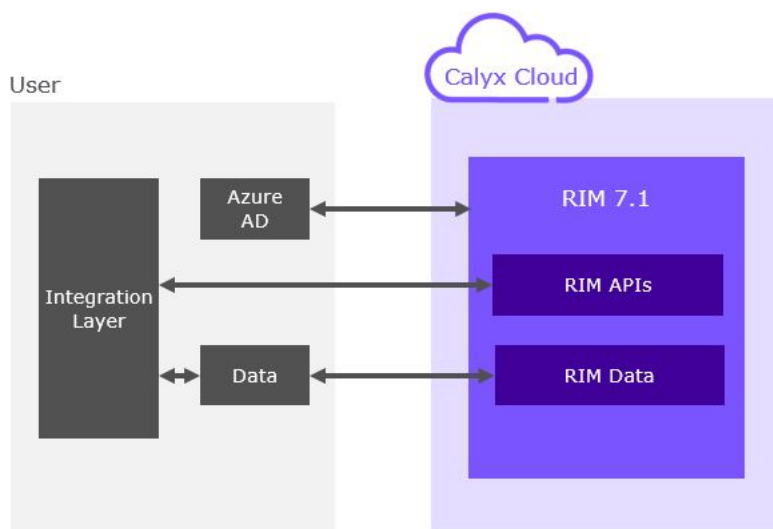 Calyx Cloud
User
Azure
AD
RIM 7.1
Integration
Layer
RIM APIs
Data
RIM Data